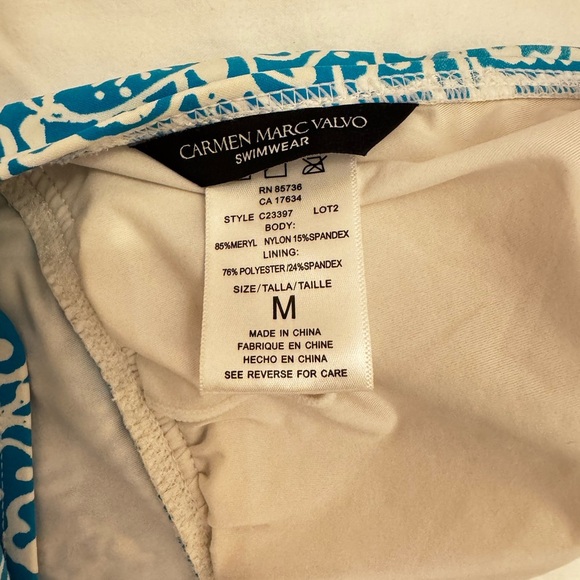 CARMEN MARC VALVO
SWIMWEAR
RN 85736
CA 17634
STYLE C23397 LOT2
BODY:
85%MERYL NYLON 15%SPANDEX
LINING:
76% POLYESTER/24%SPANDEX
SIZE/TALLA/TAILLE
M
MADE IN CHINA
FABRIQUE EN CHINE
HECHO EN CHINA
SEE REVERSE FOR CARE